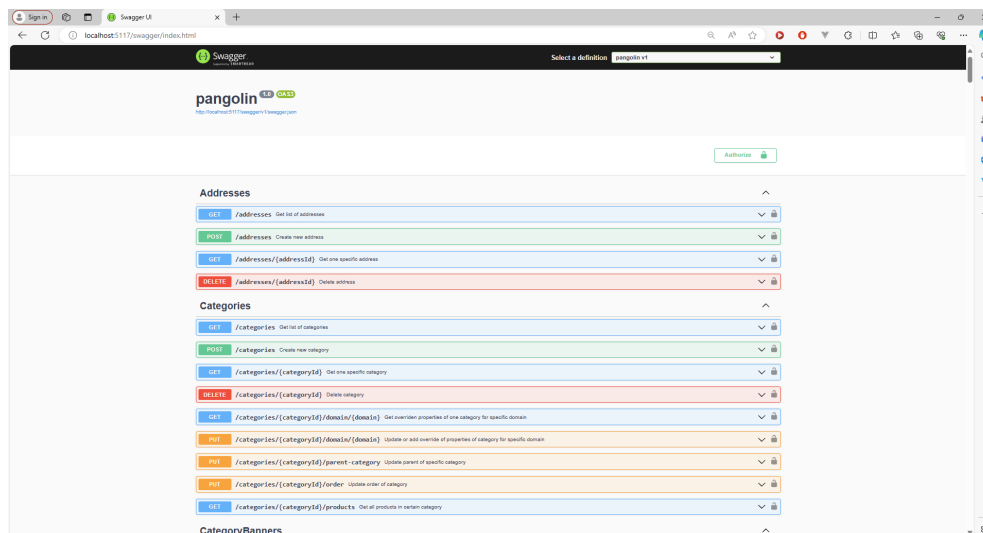 Sign in
Swagger UI
localhost:5117/swagger/index.html
Swagger
Supported by SMARTBEAR
Select a definition
pangolin v1
pangolin 1.0 OAS3
http://localhost:5117/swagger/v1/swagger.json
Authorize
Addresses
GET /addresses Get list of addresses
POST /addresses Create new address
GET /addresses/{addressId} Get one specific address
DELETE /addresses/{addressId} Delete address
Categories
GET /categories Get list of categories
POST /categories Create new category
GET /categories/{categoryId} Get one specific category
DELETE /categories/{categoryId} Delete category
GET /categories/{categoryId}/domain/{domain} Get overriden properties of one category for specific domain
PUT /categories/{categoryId}/domain/{domain} Update or add override of properties of category for specific domain
PUT /categories/{categoryId}/parent-category Update parent of specific category
PUT /categories/{categoryId}/order Update order of category
GET /categories/{categoryId}/products Get all products in certain category
CategoryBanners